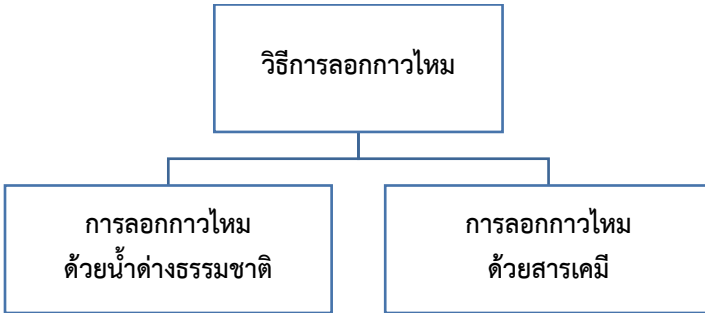 วิธีการลอกกาวไหม
การลอกกาวไหม
ด้วยน้ำด่างธรรมชาติ
การลอกกาวไหม
ด้วยสารเคมี